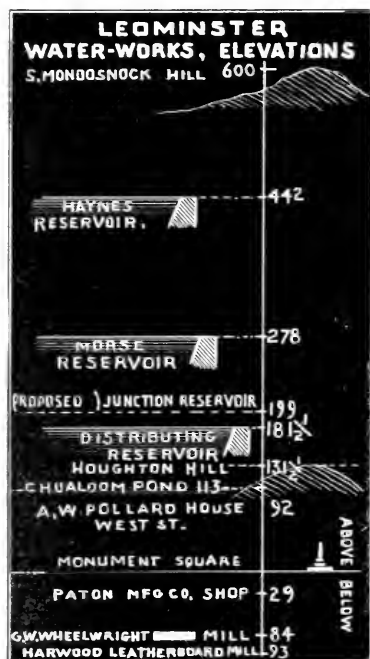 LEOMINSTER
WATER-WORKS, ELEVATIONS
S. MONOOSNOCK HILL 600
442
HAYNES
RESERVOIR.
278
MORSE
RESERVOIR
(PROPOSED) JUNCTION RESERVOIR
199
181½
DISTRIBUTING
RESERVOIR
HOUGHTON HILL 131½
CHUALOOM POND 113
A.W. POLLARD HOUSE 92
WEST ST.
ABOVE
MONUMENT SQUARE
BELOW
PATON MFG CO. SHOP 29
G.W. WHEELWRIGHT MILL 84
HARWOOD LEATHERBOARD MILL 93